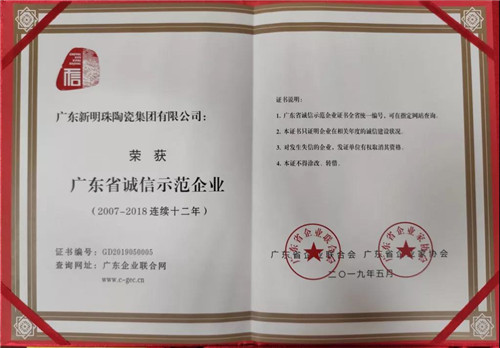 信
广东新明珠陶瓷集团有限公司：
荣 获
广东省诚信示范企业
（2007-2018 连续十二年）
证书编号：GD2019050005
查询网址：广东企业联合网
www.c-gec.cn
证书说明：
1. 广东省诚信示范企业证书全省统一编号，可在指定网站查询.
2. 本证书只证明企业在相关年度的诚信建设状况.
3. 对发生失信的企业，发证单位有权取消其资格.
4. 本证不得涂改、转借.
广东省企业联合会 广东省企业家协会
二〇一九年五月